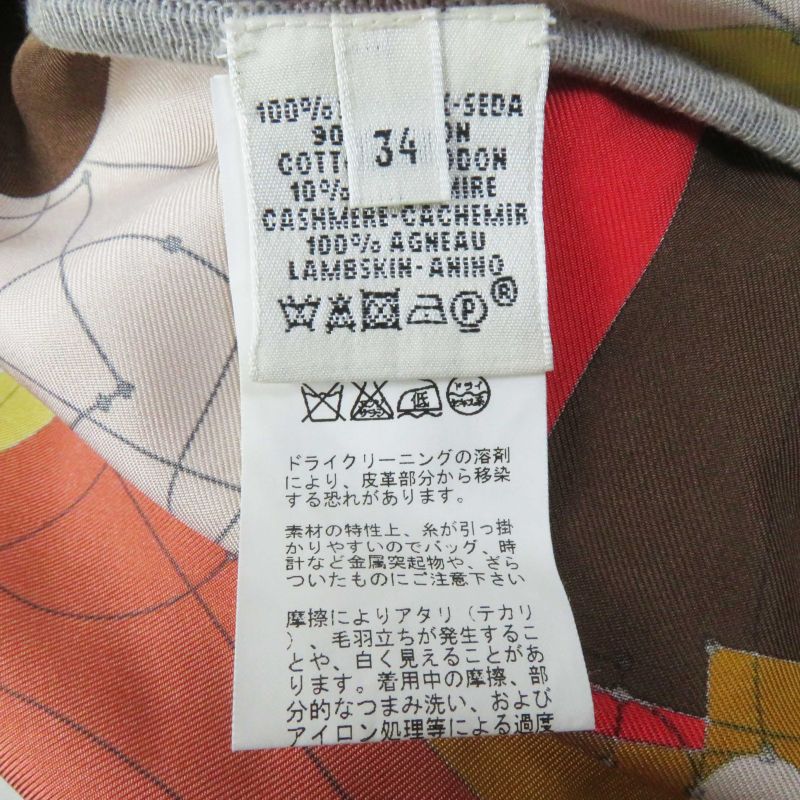 100% -SEDA
34
COTT
10%
CASHMERE-CACHEMIR
100% AGNEAU
LAMBSKIN-ANINO
P®
低 ドライ
ドライクリーニングの溶剤
により、皮革部分から移染
する恐れがあります。
素材の特性上、糸が引っ掛
かりやすいのでバッグ、時
計など金属突起物や、ざら
ついたものにご注意下さい
摩擦によりアタリ(テカリ
)、毛羽立ちが発生するこ
とや、白く見えることがあ
ります。着用中の摩擦、部
分的なつまみ洗い、および
アイロン処理等による過度